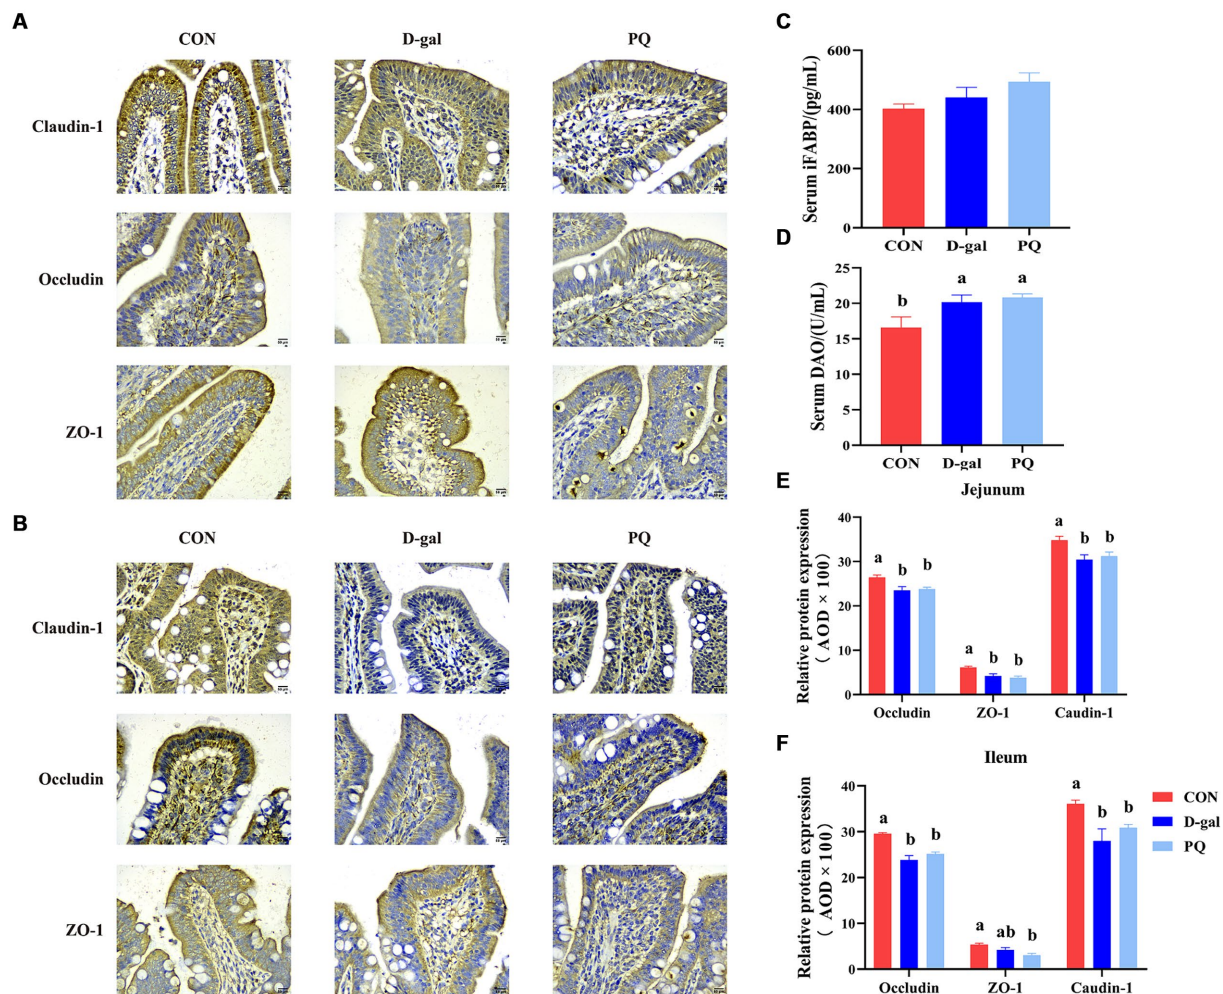 A
CON D-gal PQ
Claudin-1
Occludin
ZO-1
B
CON D-gal PQ
Claudin-1
Occludin
ZO-1
C
Serum iFABP/(pg/mL)
600
400
200
0
CON D-gal PQ
D
Serum DAO/(U/mL)
25
20
15
10
5
0
b a a
CON D-gal PQ
E
Jejunum
Relative protein expression
( AOD × 100)
40
30
20
10
0
a b b a b b a b b
Occludin ZO-1 Caudin-1
F
Ileum
Relative protein expression
( AOD × 100)
40
30
20
10
0
a b b a ab b a b b
Occludin ZO-1 Caudin-1
CON
D-gal
PQ